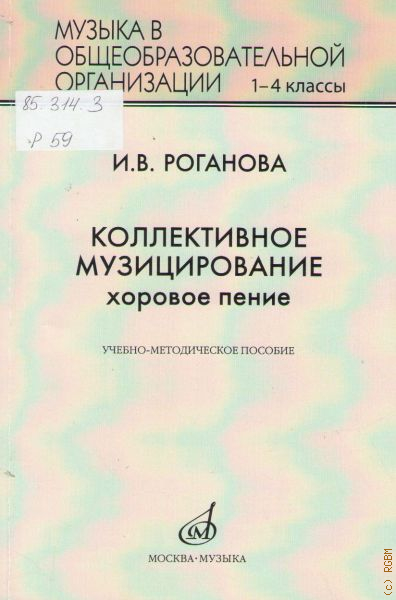 МУЗЫКА В
ОБЩЕОБРАЗОВАТЕЛЬНОЙ
ОРГАНИЗАЦИИ 1–4 классы
85.314.3
Р 59
И.В. РОГАНОВА
КОЛЛЕКТИВНОЕ
МУЗИЦИРОВАНИЕ
хоровое пение
УЧЕБНО-МЕТОДИЧЕСКОЕ ПОСОБИЕ
МОСКВА·МУЗЫКА
(c) RGBM